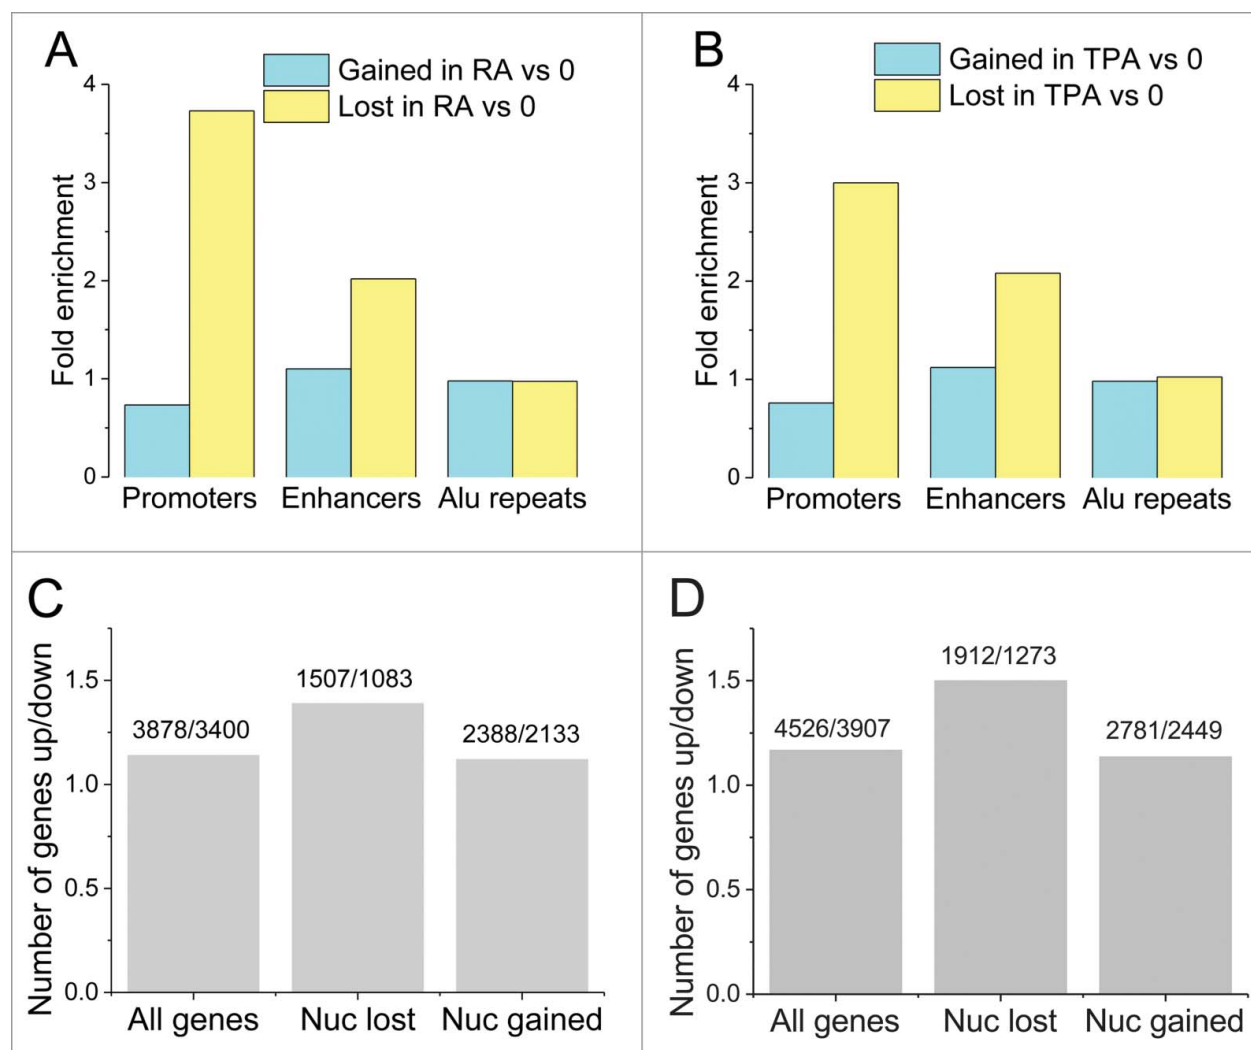 A
Gained in RA vs 0
Lost in RA vs 0
Fold enrichment
4
3
2
1
0
Promoters Enhancers Alu repeats
B
Gained in TPA vs 0
Lost in TPA vs 0
Fold enrichment
4
3
2
1
0
Promoters Enhancers Alu repeats
C
Number of genes up/down
1.5
1.0
0.5
0.0
3878/3400
1507/1083
2388/2133
All genes Nuc lost Nuc gained
D
Number of genes up/down
1.5
1.0
0.5
0.0
4526/3907
1912/1273
2781/2449
All genes Nuc lost Nuc gained